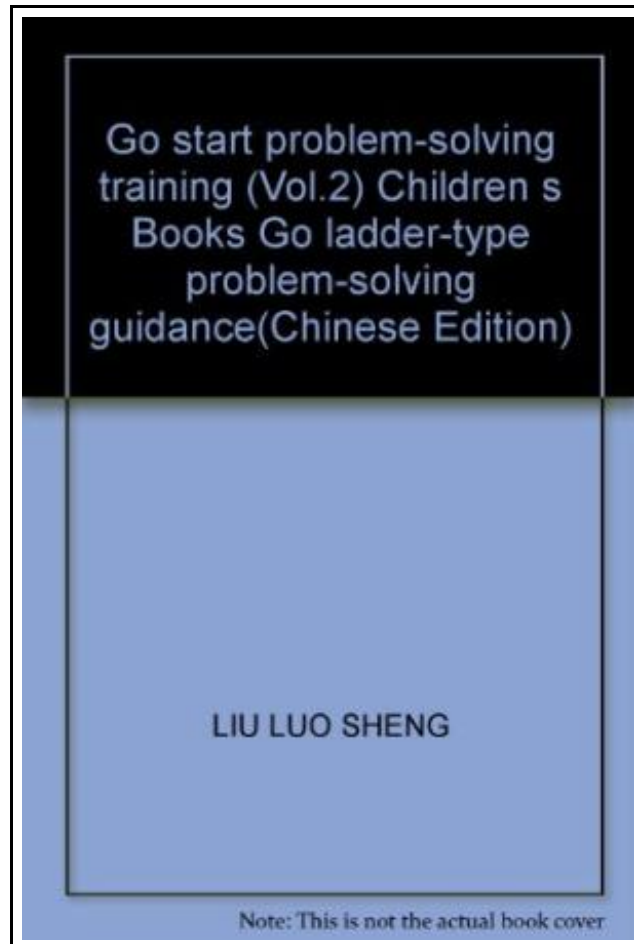 Go start problem-solving
training (Vol.2) Children s
Books Go ladder-type
problem-solving
guidance(Chinese Edition)
LIU LUO SHENG
Note: This is not the actual book cover